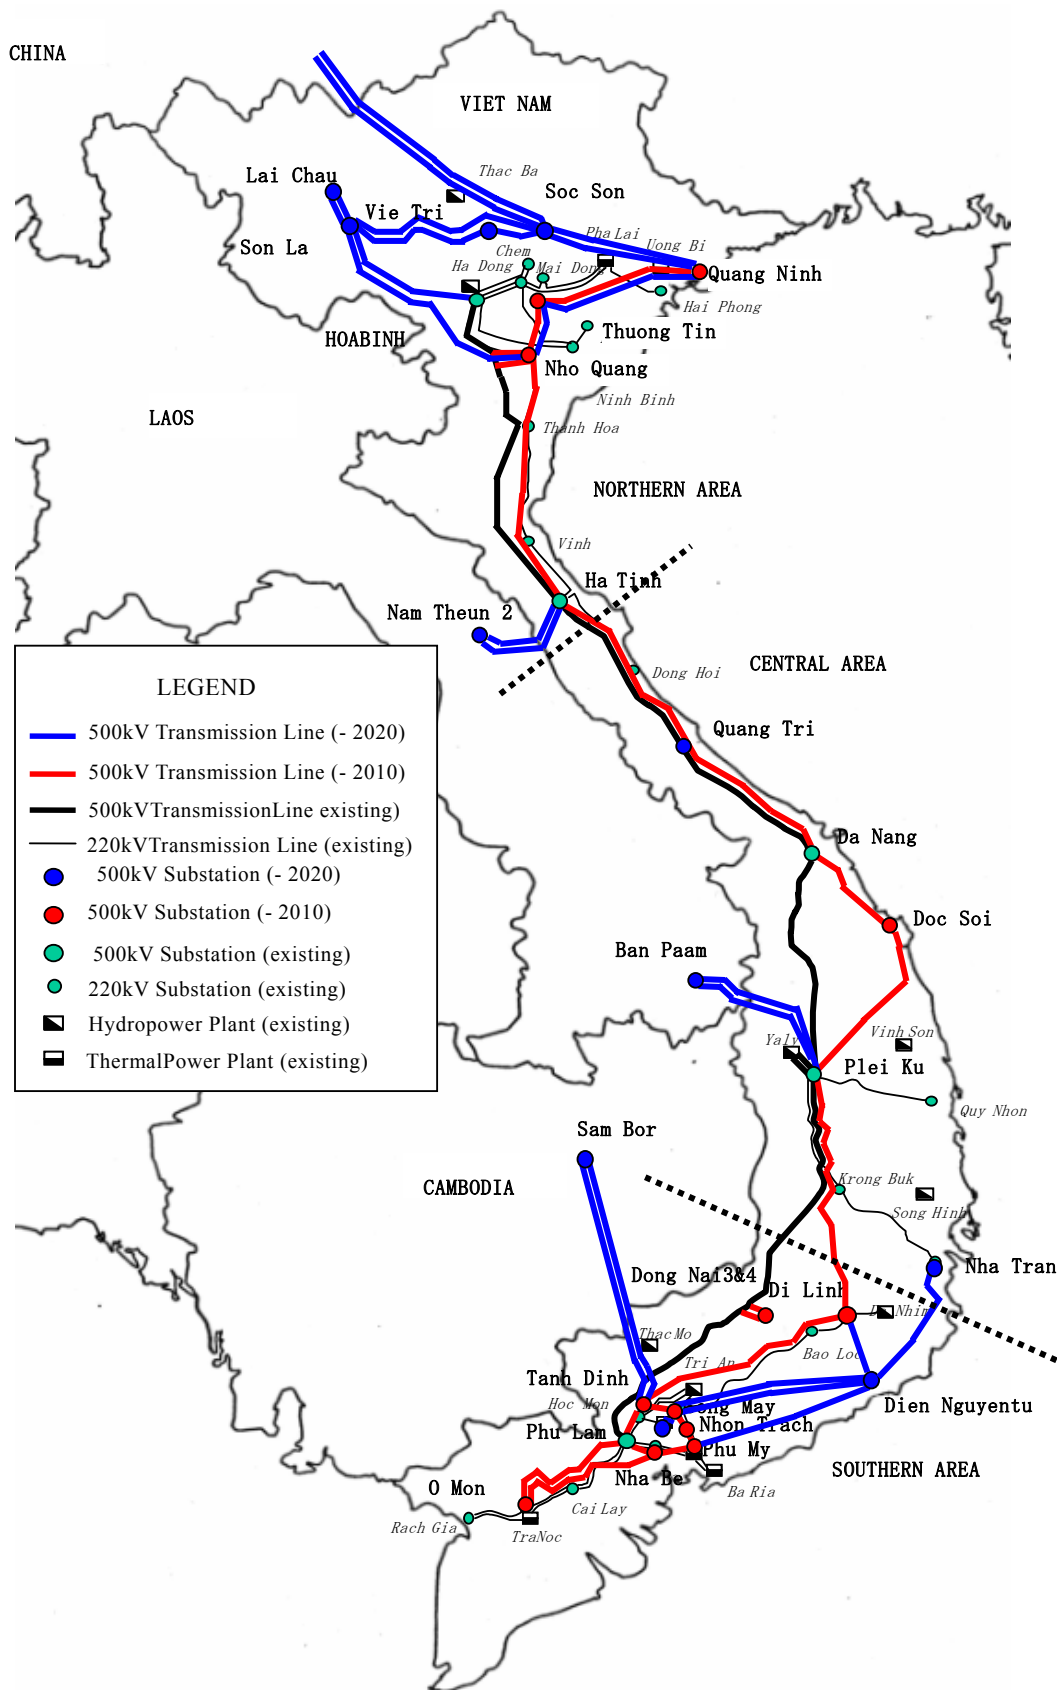 CHINA
VIET NAM
Thac Ba
Lai Chau
Soc Son
Vie Tri
Pha Lai
Son La
Uong Bi
Chem
Ha Dong
Mai Dong
Quang Ninh
Hai Phong
HOABINH
Thuong Tin
Nho Quang
Ninh Binh
LAOS
Thanh Hoa
NORTHERN AREA
Vinh
Ha Tinh
Nam Theun 2
CENTRAL AREA
Dong Hoi
LEGEND
500kV Transmission Line (- 2020)
500kV Transmission Line (- 2010)
500kVTransmissionLine existing)
220kVTransmission Line (existing)
500kV Substation (- 2020)
500kV Substation (- 2010)
500kV Substation (existing)
220kV Substation (existing)
Hydropower Plant (existing)
ThermalPower Plant (existing)
Quang Tri
Da Nang
Doc Soi
Ban Paam
Vinh Son
Yaly
Plei Ku
Quy Nhon
Sam Bor
CAMBODIA
Krong Buk
Song Hinh
Nha Tran
Dong Nai3&4
Di Linh
Nhim
Thac Mo
Bao Loc
Tri An
Tanh Dinh
Hoc Mon
ong May
Dien Nguyentu
Phu Lam
Nhon Trach
Phu My
SOUTHERN AREA
Nha Be
O Mon
Ba Ria
Cai Lay
Rach Gia
TraNoc